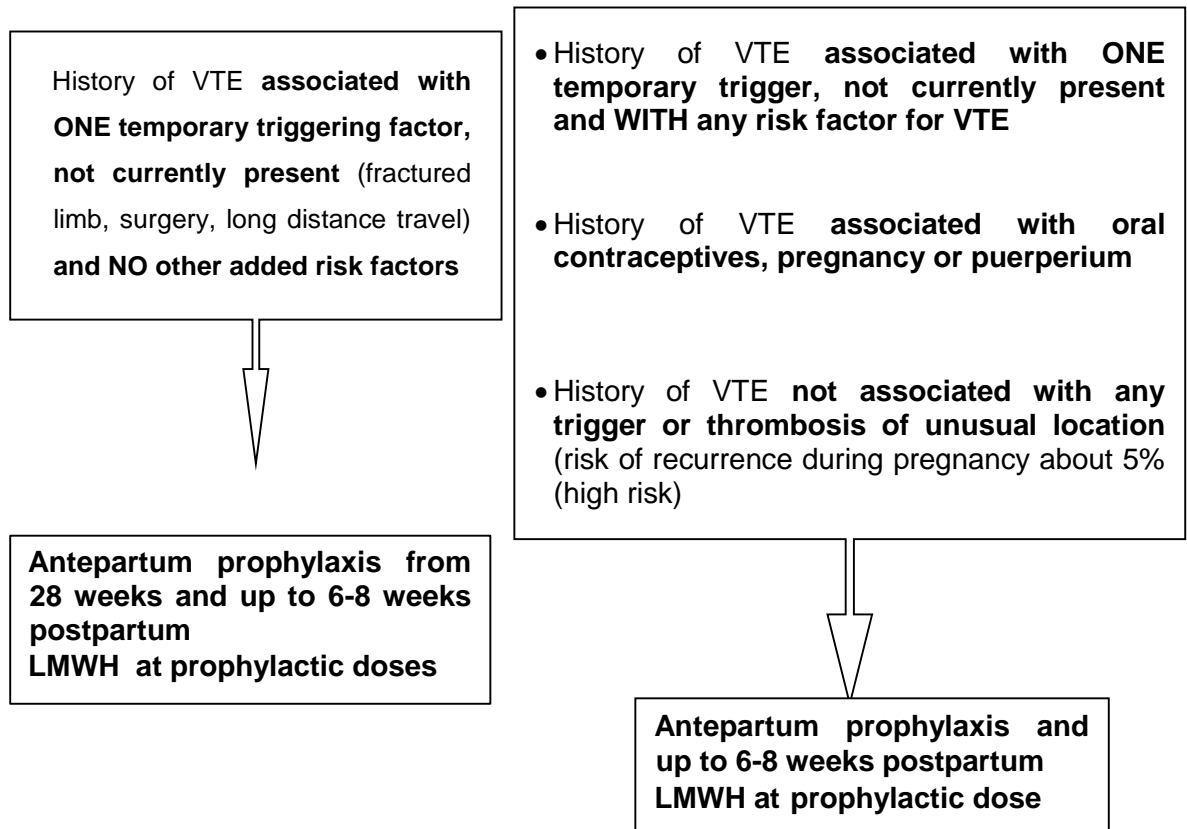 History of VTE associated with
ONE temporary triggering factor,
not currently present (fractured
limb, surgery, long distance travel)
and NO other added risk factors
Antepartum prophylaxis from
28 weeks and up to 6-8 weeks
postpartum
LMWH at prophylactic doses
• History of VTE associated with ONE
temporary trigger, not currently present
and WITH any risk factor for VTE
• History of VTE associated with oral
contraceptives, pregnancy or puerperium
• History of VTE not associated with any
trigger or thrombosis of unusual location
(risk of recurrence during pregnancy about 5%
(high risk)
Antepartum prophylaxis and
up to 6-8 weeks postpartum
LMWH at prophylactic dose